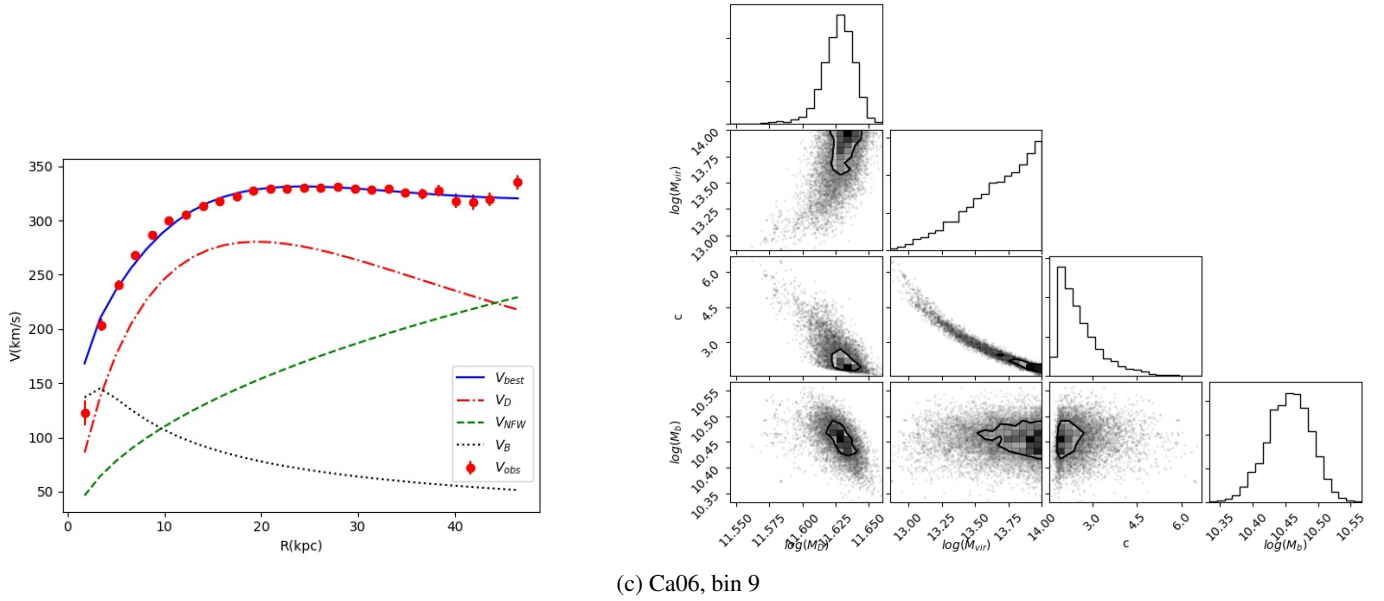 350
300
250
200
150
100
50
V(km/s)
0 10 20 30 40
R(kpc)
V_best
V_D
V_NFW
V_B
V_obs
14.00
13.75
13.50
13.25
13.00
log(M_vir)
6.0
4.5
3.0
c
10.55
10.50
10.45
10.40
10.35
log(M_b)
11.550 11.575 11.600 11.625 11.650
log(M_D)
13.00 13.25 13.50 13.75 14.00
log(M_vir)
3.0 4.5 6.0
c
10.35 10.40 10.45 10.50 10.55
log(M_b)
(c) Ca06, bin 9